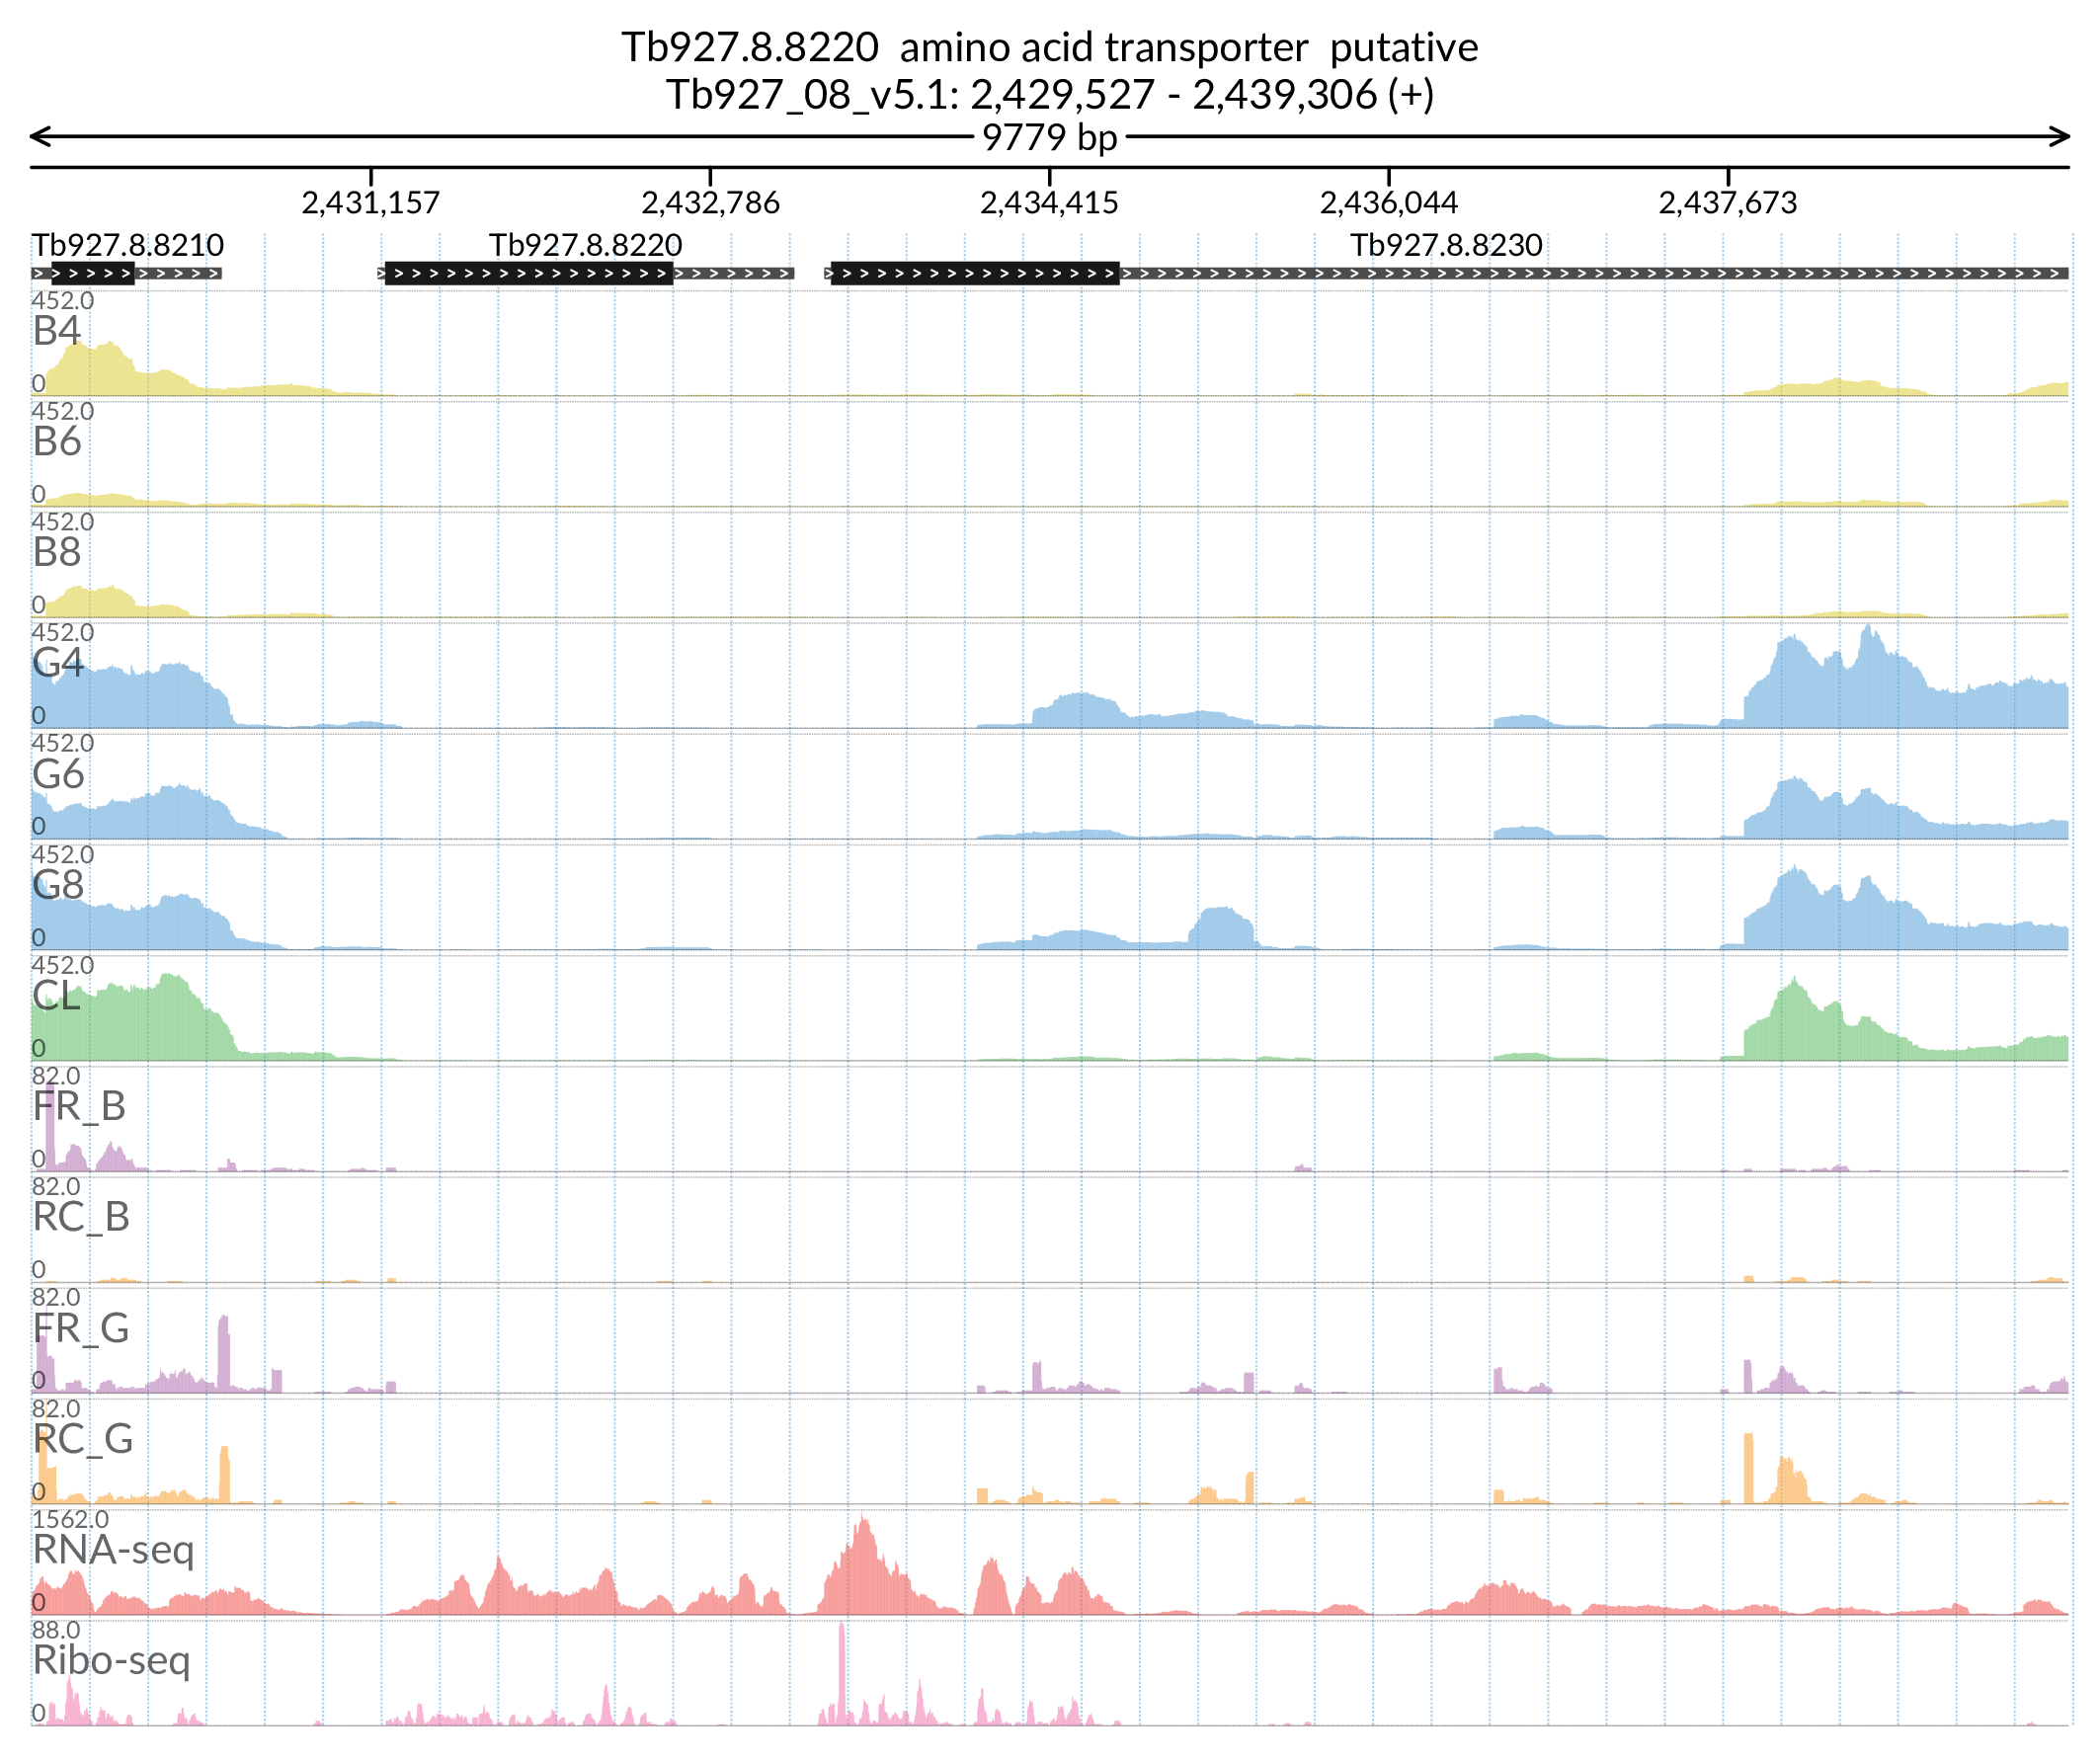 Tb927.8.8220 amino acid transporter putative
Tb927_08_v5.1: 2,429,527 - 2,439,306 (+)
9779 bp
2,431,157 2,432,786 2,434,415 2,436,044 2,437,673
Tb927.8.8210 Tb927.8.8220 Tb927.8.8230
452.0
B4
0
452.0
B6
0
452.0
B8
0
452.0
G4
0
452.0
G6
0
452.0
G8
0
452.0
CL
0
82.0
FR_B
0
82.0
RC_B
0
82.0
FR_G
0
82.0
RC_G
0
1562.0
RNA-seq
0
88.0
Ribo-seq
0